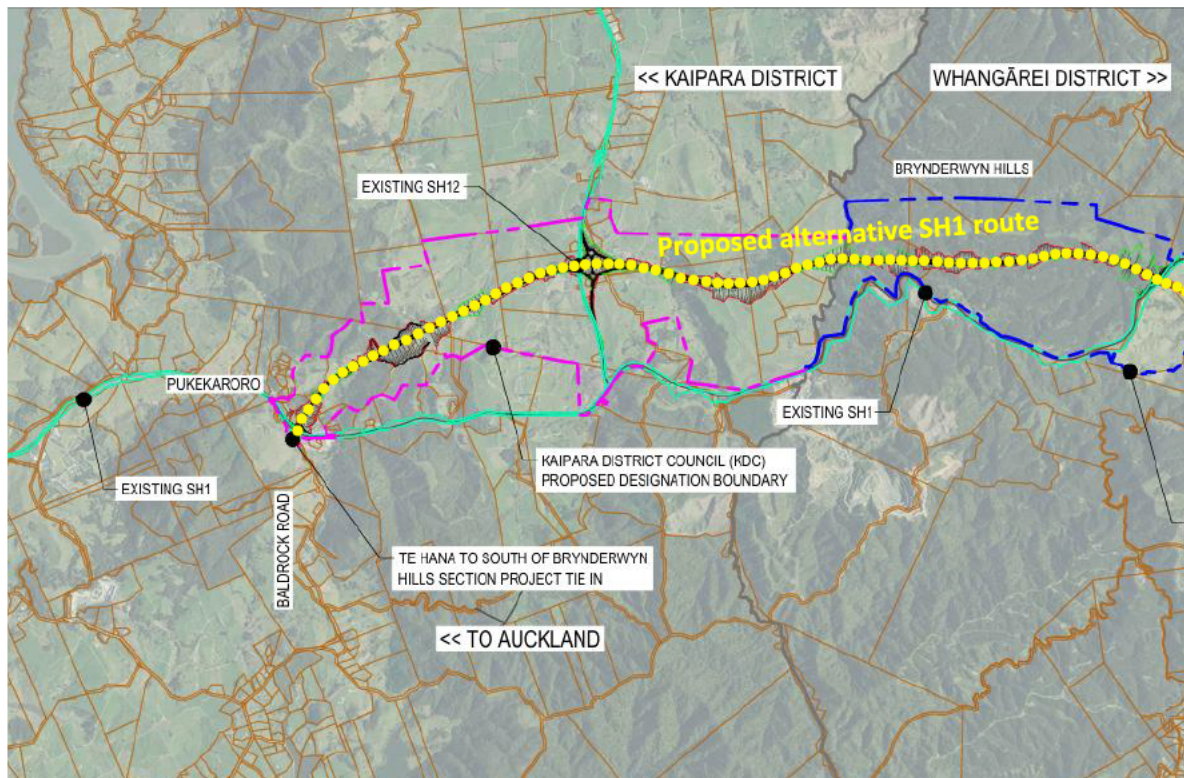 << KAIPARA DISTRICT
WHANGĀREI DISTRICT >>
BRYNDERWYN HILLS
EXISTING SH12
Proposed alternative SH1 route
PUKEKARORO
EXISTING SH1
EXISTING SH1
KAIPARA DISTRICT COUNCIL (KDC)
PROPOSED DESIGNATION BOUNDARY
BALDROCK ROAD
TE HANA TO SOUTH OF BRYNDERWYN
HILLS SECTION PROJECT TIE IN
<< TO AUCKLAND